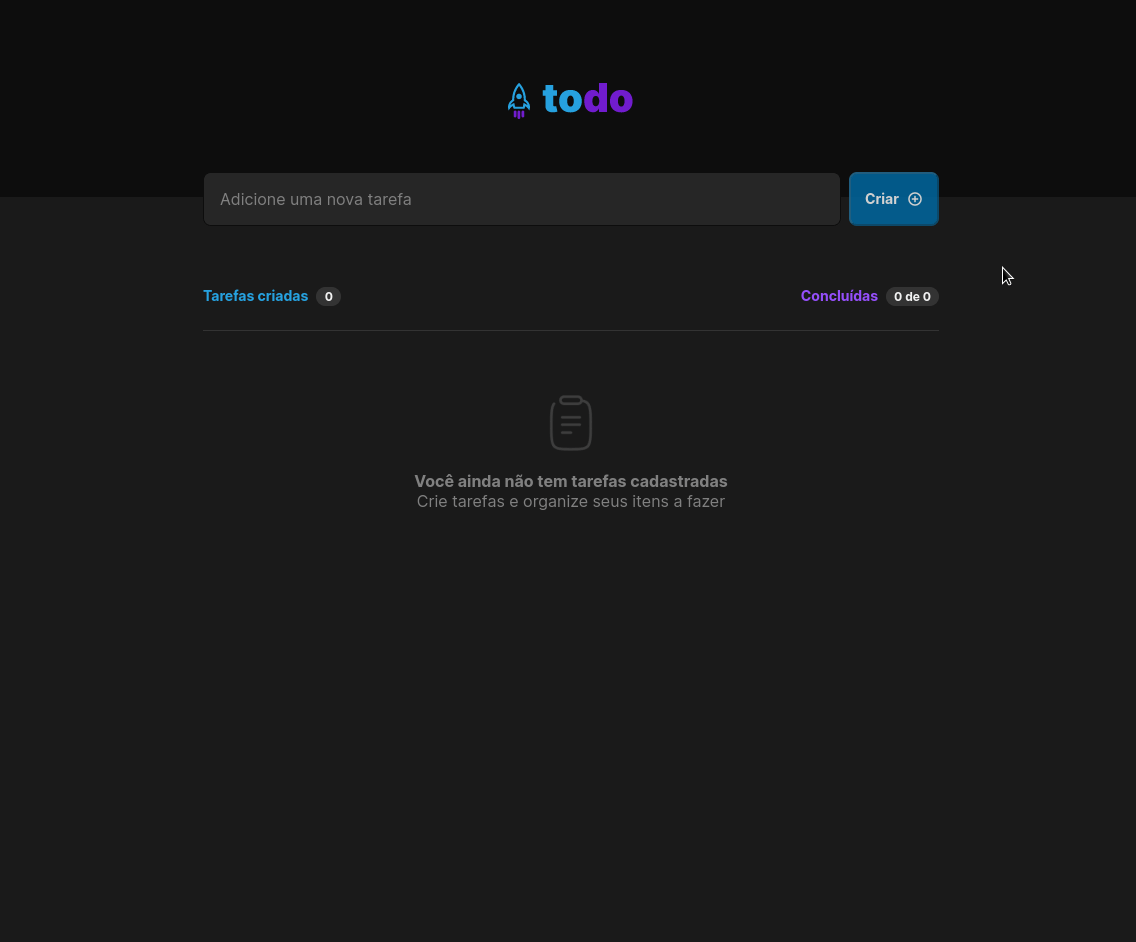 todo
Adicione uma nova tarefa
Criar
Tarefas criadas 0
Concluídas 0 de 0
Você ainda não tem tarefas cadastradas
Crie tarefas e organize seus itens a fazer